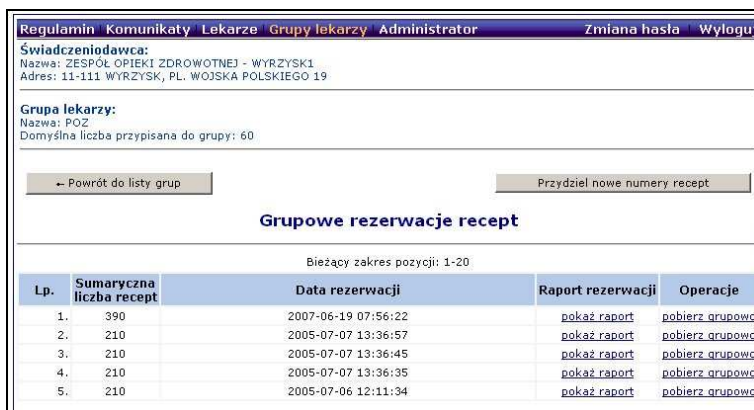 Regulamin Komunikaty Lekarze Grupy lekarzy Administrator Zmiana hasła Wylogu
Świadczeniodawca:
Nazwa: ZESPÓŁ OPIEKI ZDROWOTNEJ - WYRZYSK1
Adres: 11-111 WYRZYSK, PL. WOJSKA POLSKIEGO 19
Grupa lekarzy:
Nazwa: POZ
Domyślna liczba przypisana do grupy: 60
← Powrót do listy grup Przydziel nowe numery recept
Grupowe rezerwacje recept
Bieżący zakres pozycji: 1-20
Lp. Sumaryczna liczba recept Data rezerwacji Raport rezerwacji Operacje
1. 390 2007-06-19 07:56:22 pokaż raport pobierz grupowo
2. 210 2005-07-07 13:36:57 pokaż raport pobierz grupowo
3. 210 2005-07-07 13:36:45 pokaż raport pobierz grupowo
4. 210 2005-07-07 13:36:35 pokaż raport pobierz grupowo
5. 210 2005-07-06 12:11:34 pokaż raport pobierz grupowo